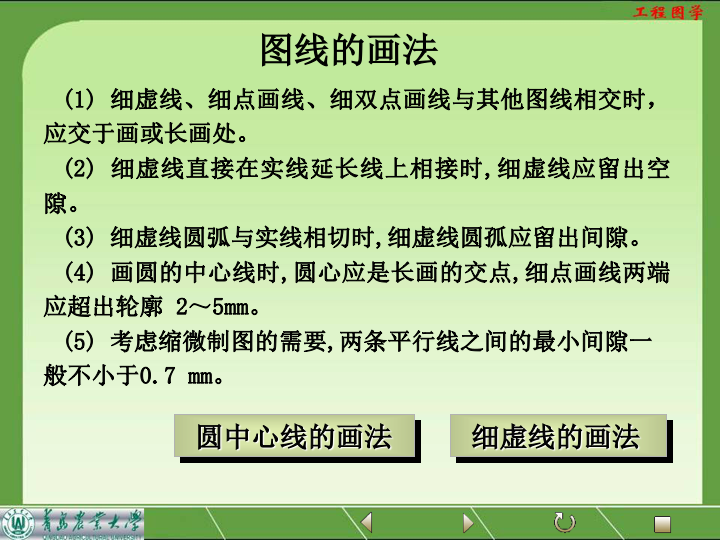 工程图学
图线的画法
(1) 细虚线、细点画线、细双点画线与其他图线相交时，
应交于画或长画处。
(2) 细虚线直接在实线延长线上相接时,细虚线应留出空
隙。
(3) 细虚线圆弧与实线相切时,细虚线圆孤应留出间隙。
(4) 画圆的中心线时,圆心应是长画的交点,细点画线两端
应超出轮廓 2～5mm。
(5) 考虑缩微制图的需要,两条平行线之间的最小间隙一
般不小于0.7 mm。
圆中心线的画法
细虚线的画法
青岛农业大学